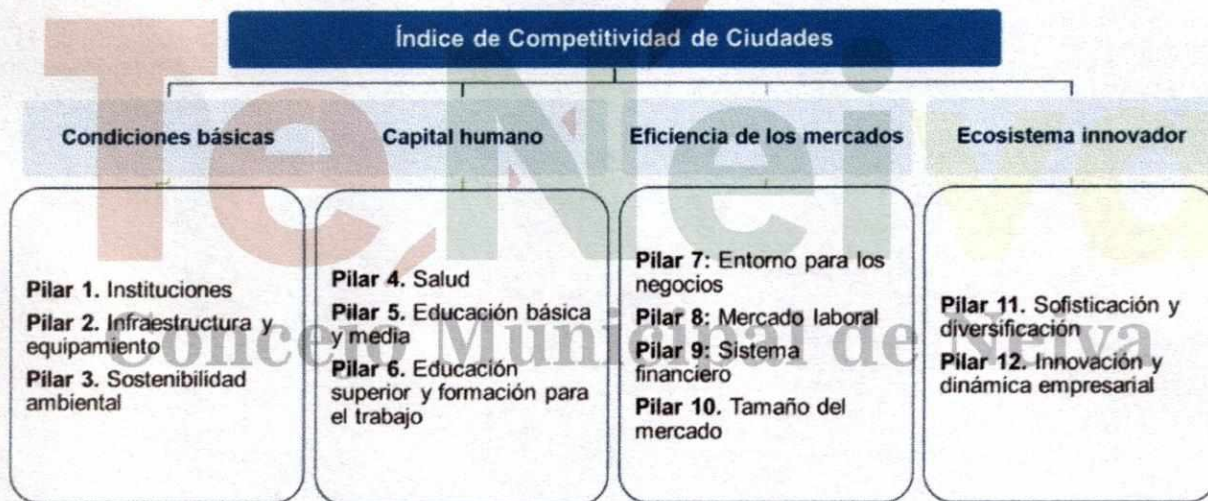 Índice de Competitividad de Ciudades
Condiciones básicas
Capital humano
Eficiencia de los mercados
Ecosistema innovador
Pilar 1. Instituciones
Pilar 2. Infraestructura y
equipamiento
Pilar 3. Sostenibilidad
ambiental
Pilar 4. Salud
Pilar 5. Educación básica
y media
Pilar 6. Educación
superior y formación para
el trabajo
Pilar 7: Entorno para los
negocios
Pilar 8: Mercado laboral
Pilar 9: Sistema
financiero
Pilar 10. Tamaño del
mercado
Pilar 11. Sofisticación y
diversificación
Pilar 12. Innovación y
dinámica empresarial
Té Neiva
Concejo Municipal de Neiva